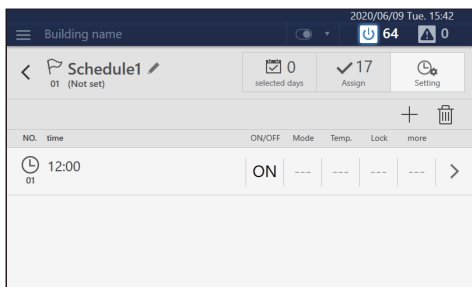 2020/06/09 Tue. 15:42
Building name
64
0
Schedule1
01 (Not set)
0
selected days
17
Assign
Setting
NO. time ON/OFF Mode Temp. Lock more
12:00 ON --- --- --- ---
01